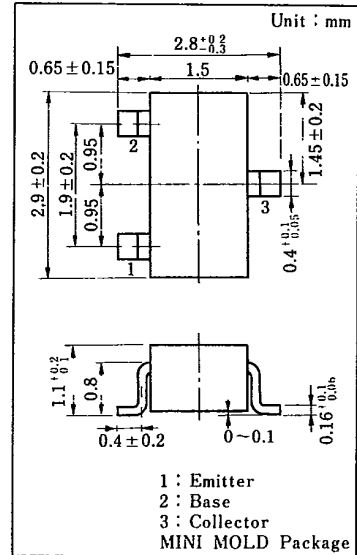 Unit : mm
2.8 +0.2 -0.3
0.65±0.15
1.5
0.65±0.15
2
1
3
2.9±0.2
1.9±0.2
0.95
0.95
1.45±0.2
0.4 +0.1 0.05
1.1 +0.2 0.1
0.8
0.4±0.2
0~0.1
0.16 +0.1 0.06
1 : Emitter
2 : Base
3 : Collector
MINI MOLD Package